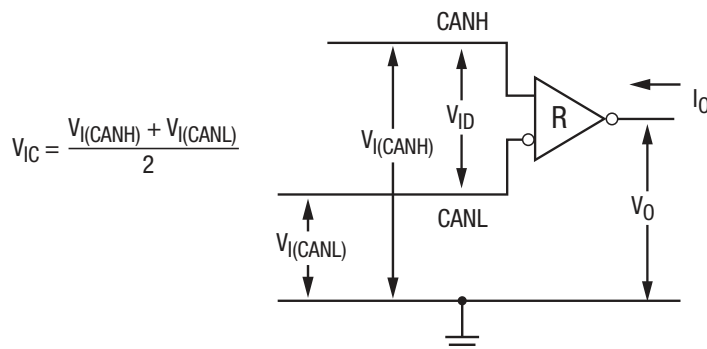 CANH
V_IC = (V_I(CANH) + V_I(CANL)) / 2
V_I(CANH)
V_ID
R
I_O
CANL
V_I(CANL)
V_O